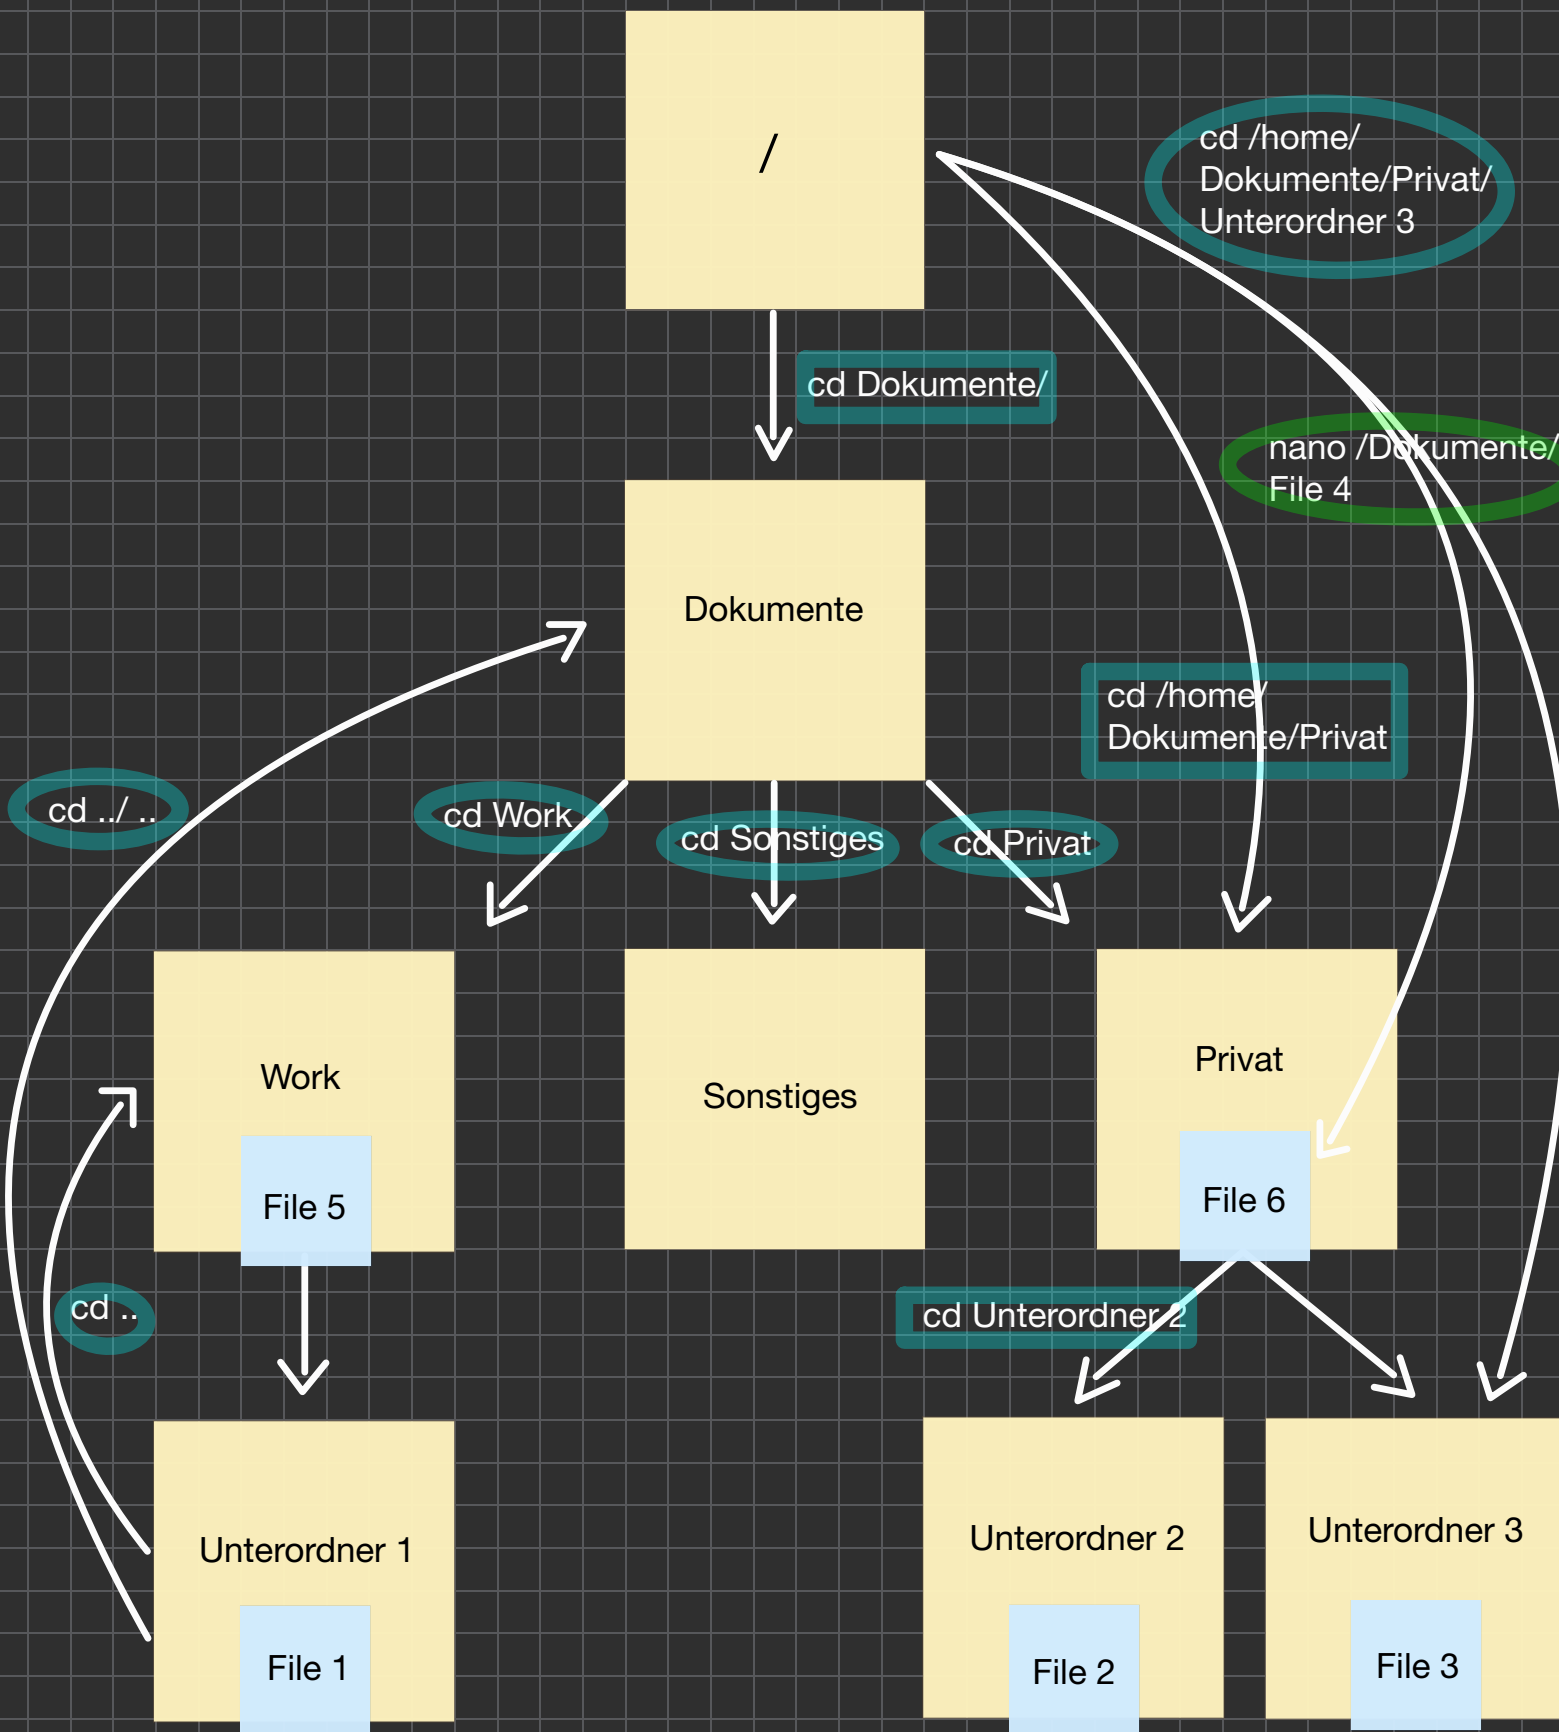 /
cd /home/
Dokumente/Privat/
Unterordner 3
cd Dokumente/
nano /Dokumente/
File 4
Dokumente
cd /home/
Dokumente/Privat
cd ../ ..
cd Work
cd Sonstiges
cd Privat
Work
Sonstiges
Privat
File 5
File 6
cd ..
cd Unterordner 2
Unterordner 1
Unterordner 2
Unterordner 3
File 1
File 2
File 3